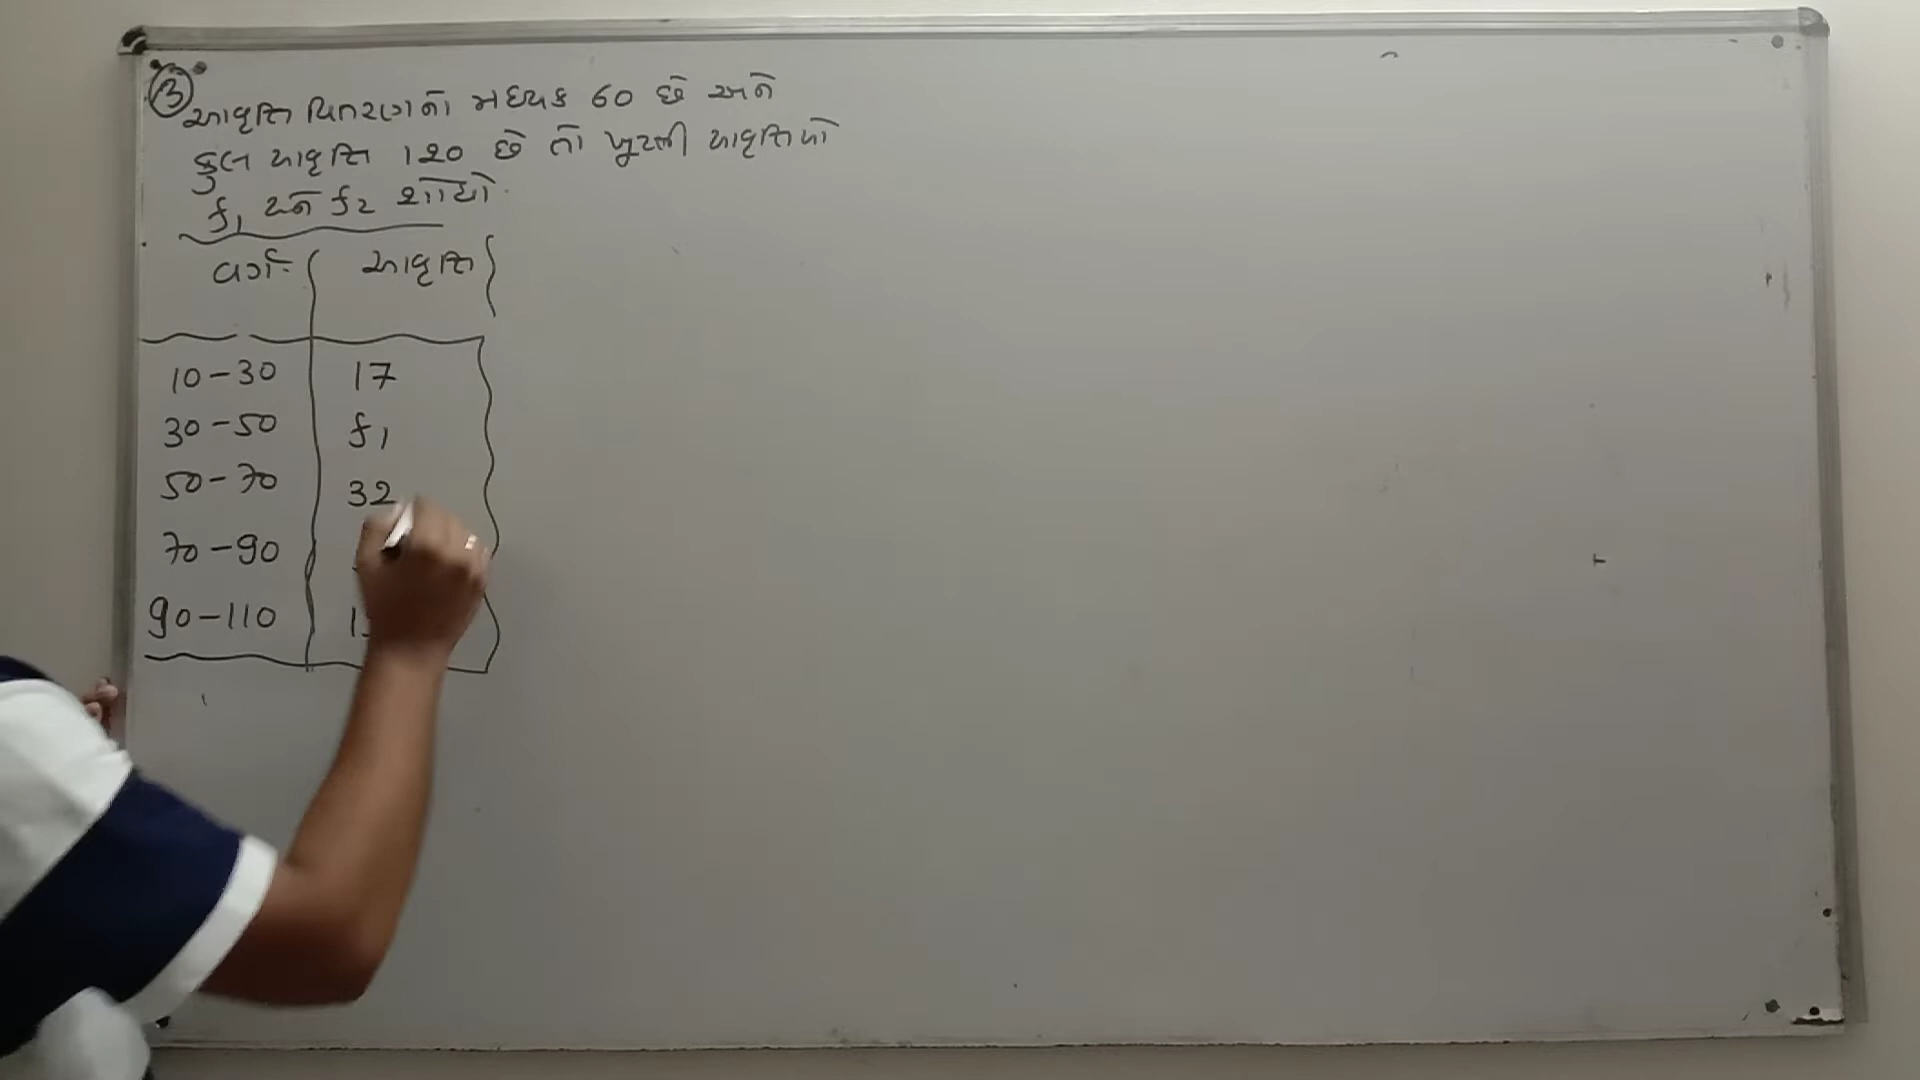 ③ આવૃત્તિ વિતરણનો મધ્યક 60 છે અને
કુલ આવૃત્તિ 120 છે તો ખૂટતી આવૃત્તિઓ
f1 અને f2 શોધો.
વર્ગ આવૃત્તિ
10-30 17
30-50 f1
50-70 32
70-90
90-110